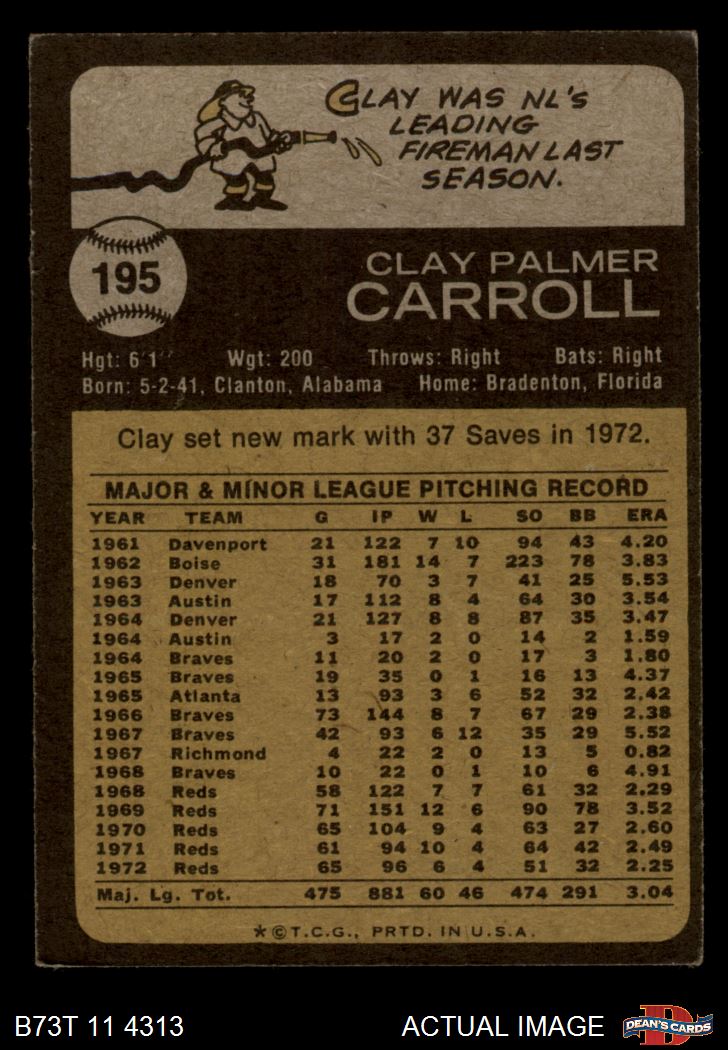 CLAY WAS NL'S
LEADING
FIREMAN LAST
SEASON.
195
CLAY PALMER
CARROLL
Hgt: 6'1" Wgt: 200 Throws: Right Bats: Right
Born: 5-2-41, Clanton, Alabama Home: Bradenton, Florida
Clay set new mark with 37 Saves in 1972.
MAJOR & MINOR LEAGUE PITCHING RECORD
YEAR TEAM G IP W L SO BB ERA
1961 Davenport 21 122 7 10 94 43 4.20
1962 Boise 31 181 14 7 223 78 3.83
1963 Denver 18 70 3 7 41 25 5.53
1963 Austin 17 112 8 4 64 30 3.54
1964 Denver 21 127 8 8 87 35 3.47
1964 Austin 3 17 2 0 14 2 1.59
1964 Braves 11 20 2 0 17 3 1.80
1965 Braves 19 35 0 1 16 13 4.37
1965 Atlanta 13 93 3 6 52 32 2.42
1966 Braves 73 144 8 7 67 29 2.38
1967 Braves 42 93 6 12 35 29 5.52
1967 Richmond 4 22 2 0 13 5 0.82
1968 Braves 10 22 0 1 10 6 4.91
1968 Reds 58 122 7 7 61 32 2.29
1969 Reds 71 151 12 6 90 78 3.52
1970 Reds 65 104 9 4 63 27 2.60
1971 Reds 61 94 10 4 64 42 2.49
1972 Reds 65 96 6 4 51 32 2.25
Maj. Lg. Tot. 475 881 60 46 474 291 3.04
*©T.C.G., PRTD. IN U.S.A.
B73T 11 4313 ACTUAL IMAGE
D
DEAN'S CARDS